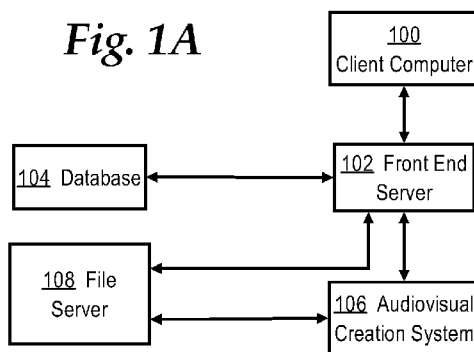 Fig. 1A
100
Client Computer
102 Front End
Server
104 Database
108 File
Server
106 Audiovisual
Creation System